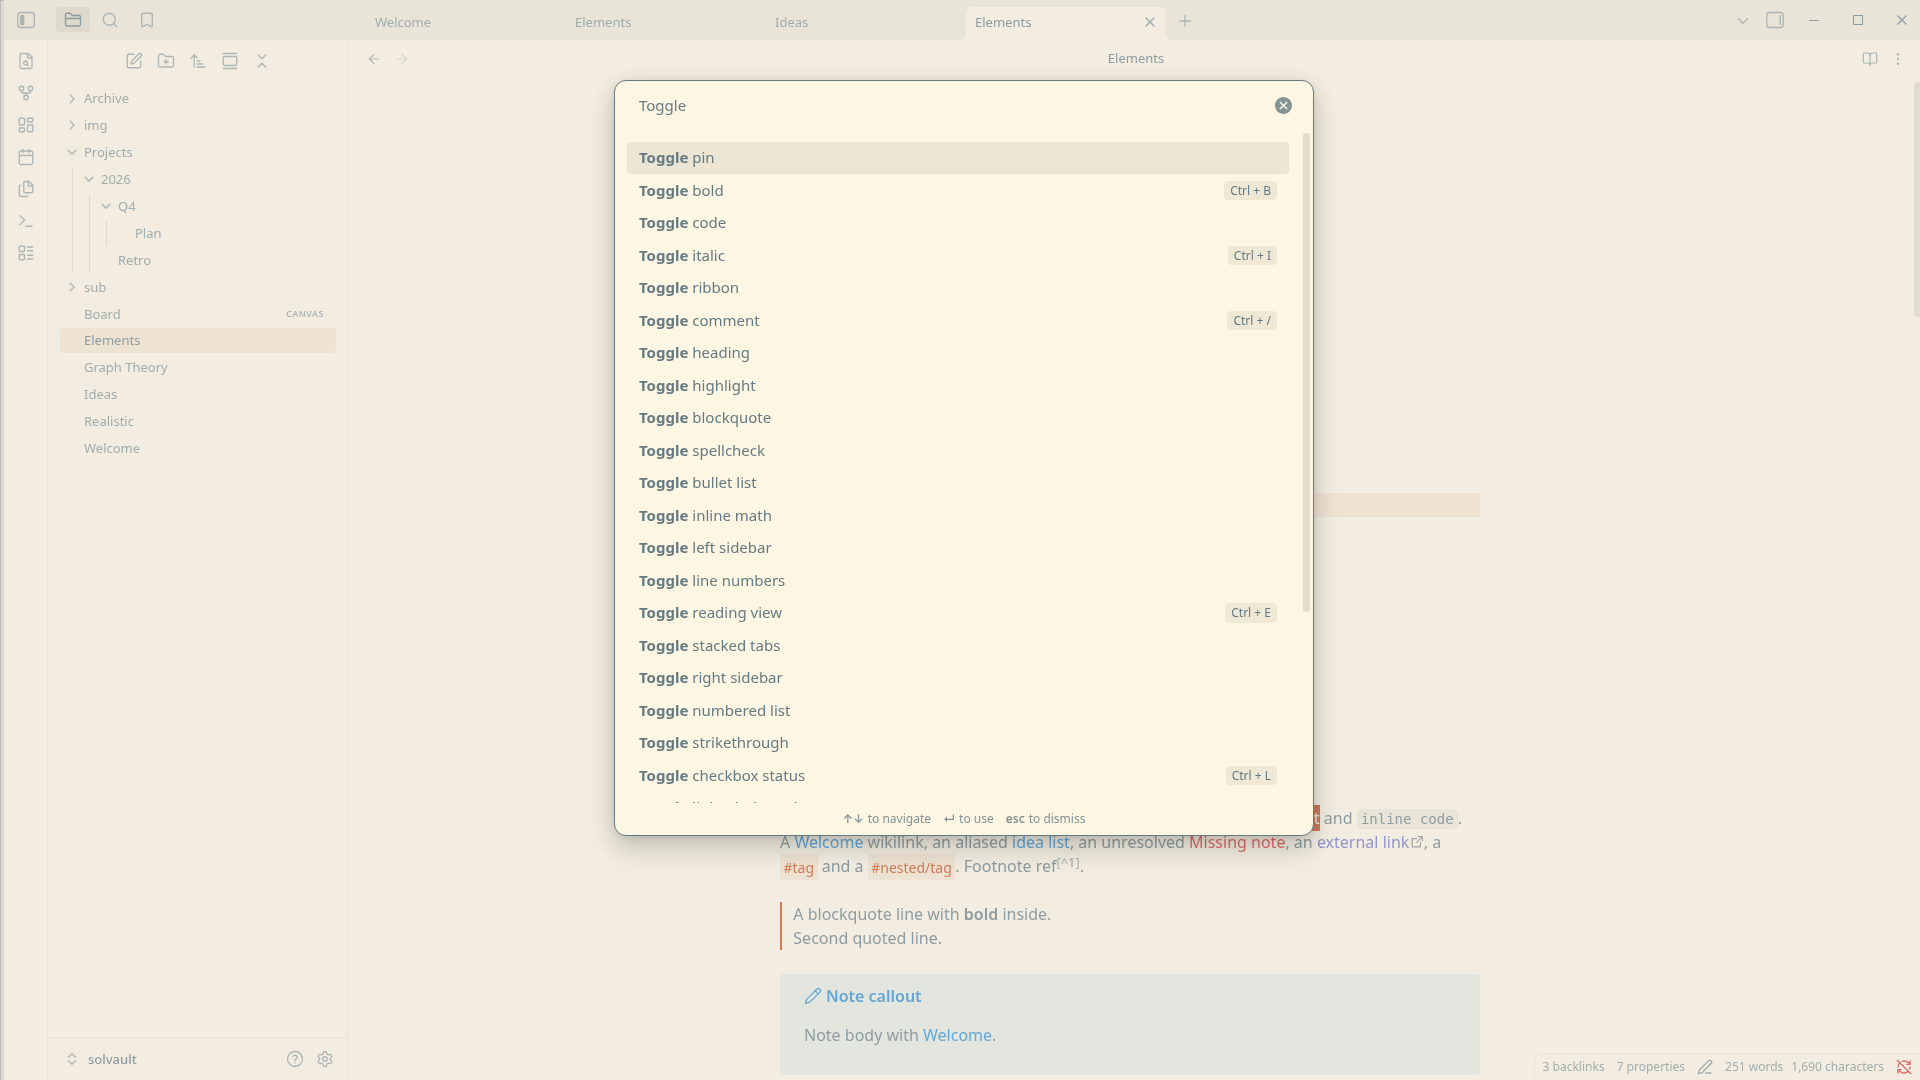 Welcome
Elements
Ideas
Elements
Elements
Archive
img
Projects
2026
Q4
Plan
Retro
sub
Board CANVAS
Elements
Graph Theory
Ideas
Realistic
Welcome
solvault
Toggle
Toggle pin
Toggle bold Ctrl + B
Toggle code
Toggle italic Ctrl + I
Toggle ribbon
Toggle comment Ctrl + /
Toggle heading
Toggle highlight
Toggle blockquote
Toggle spellcheck
Toggle bullet list
Toggle inline math
Toggle left sidebar
Toggle line numbers
Toggle reading view Ctrl + E
Toggle stacked tabs
Toggle right sidebar
Toggle numbered list
Toggle strikethrough
Toggle checkbox status Ctrl + L
↑↓ to navigate ↵ to use esc to dismiss
and inline code.
A Welcome wikilink, an aliased idea list, an unresolved Missing note, an external link, a
#tag and a #nested/tag. Footnote ref[^1].
A blockquote line with bold inside.
Second quoted line.
Note callout
Note body with Welcome.
3 backlinks 7 properties 251 words 1,690 characters